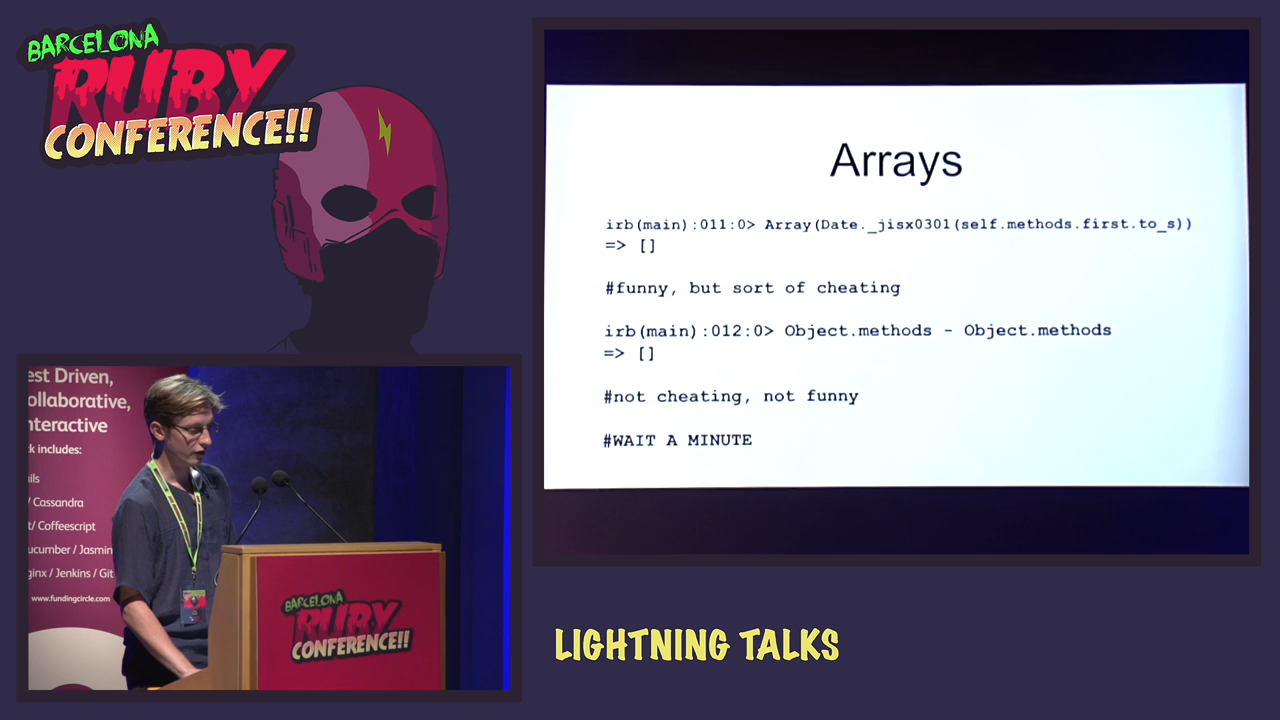 BARCELONA
RUBY
CONFERENCE!!
Arrays
irb(main):011:0> Array(Date._jisx0301(self.methods.first.to_s))
=> []
#funny, but sort of cheating
irb(main):012:0> Object.methods - Object.methods
=> []
#not cheating, not funny
#WAIT A MINUTE
est Driven,
ollaborative,
nteractive
k includes:
ails
/ Cassandra
t/ Coffeescript
ucumber / Jasmin
ginx / Jenkins / Git
www.fundingcircle.com
BARCELONA
RUBY
CONFERENCE!!
LIGHTNING TALKS